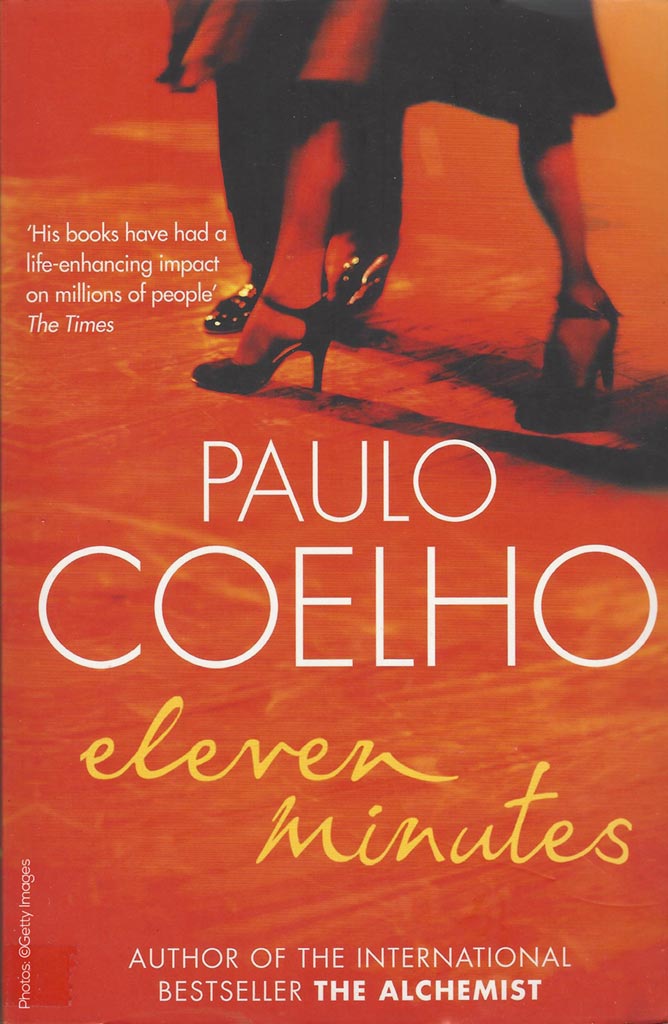 'His books have had a
life-enhancing impact
on millions of people'
The Times
PAULO
COELHO
eleven
minutes
Photos: ©Getty Images
AUTHOR OF THE INTERNATIONAL
BESTSELLER THE ALCHEMIST